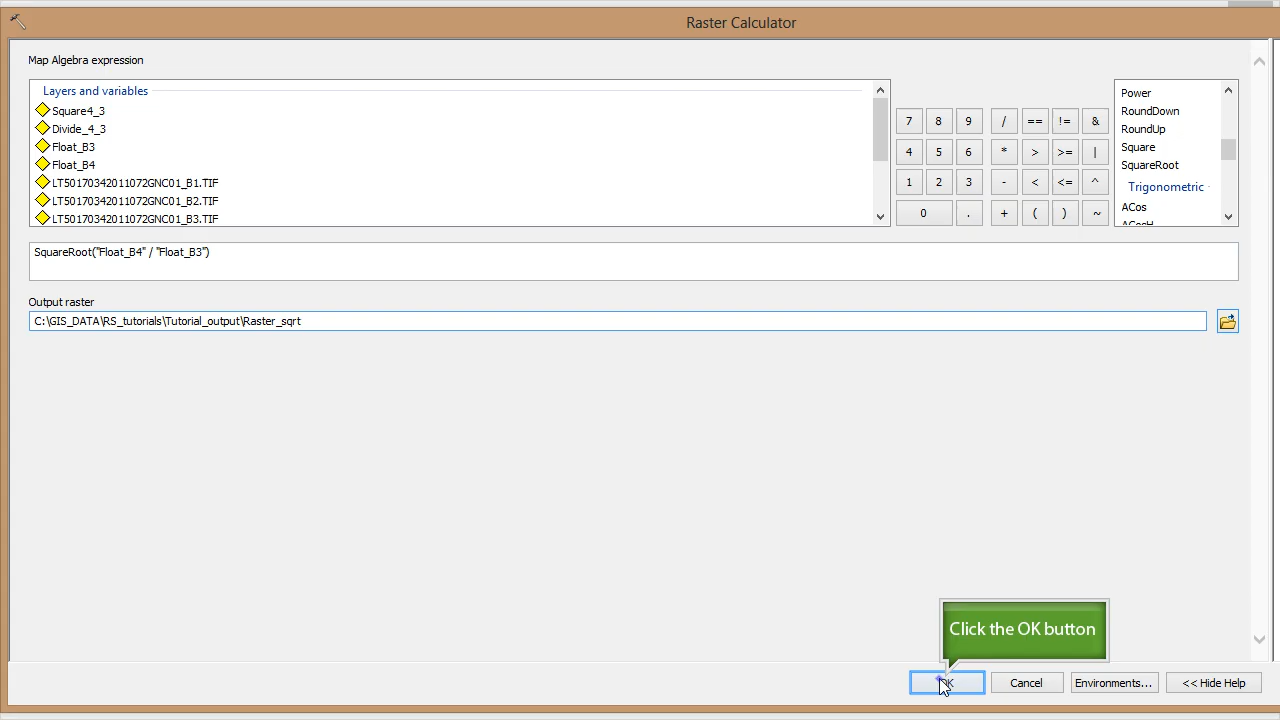 Raster Calculator
Map Algebra expression
Layers and variables
Square4_3
Divide_4_3
Float_B3
Float_B4
LT50170342011072GNC01_B1.TIF
LT50170342011072GNC01_B2.TIF
LT50170342011072GNC01_B3.TIF
7 8 9 / == != &
4 5 6 * > >= |
1 2 3 - < <= ^
0 . + ( ) ~
Power
RoundDown
RoundUp
Square
SquareRoot
Trigonometric
ACos
ACosH
SquareRoot("Float_B4" / "Float_B3")
Output raster
C:\GIS_DATA\RS_tutorials\Tutorial_output\Raster_sqrt
Click the OK button
OK Cancel Environments... << Hide Help